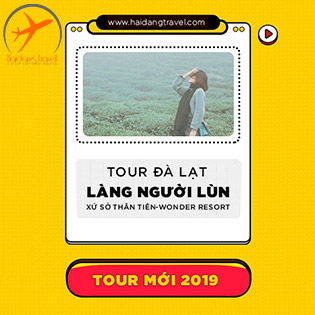 www.haidangtravel.com
TOUR ĐÀ LẠT
LÀNG NGƯỜI LÙN
XỨ SỞ THẦN TIÊN-WONDER RESORT
TOUR MỚI 2019